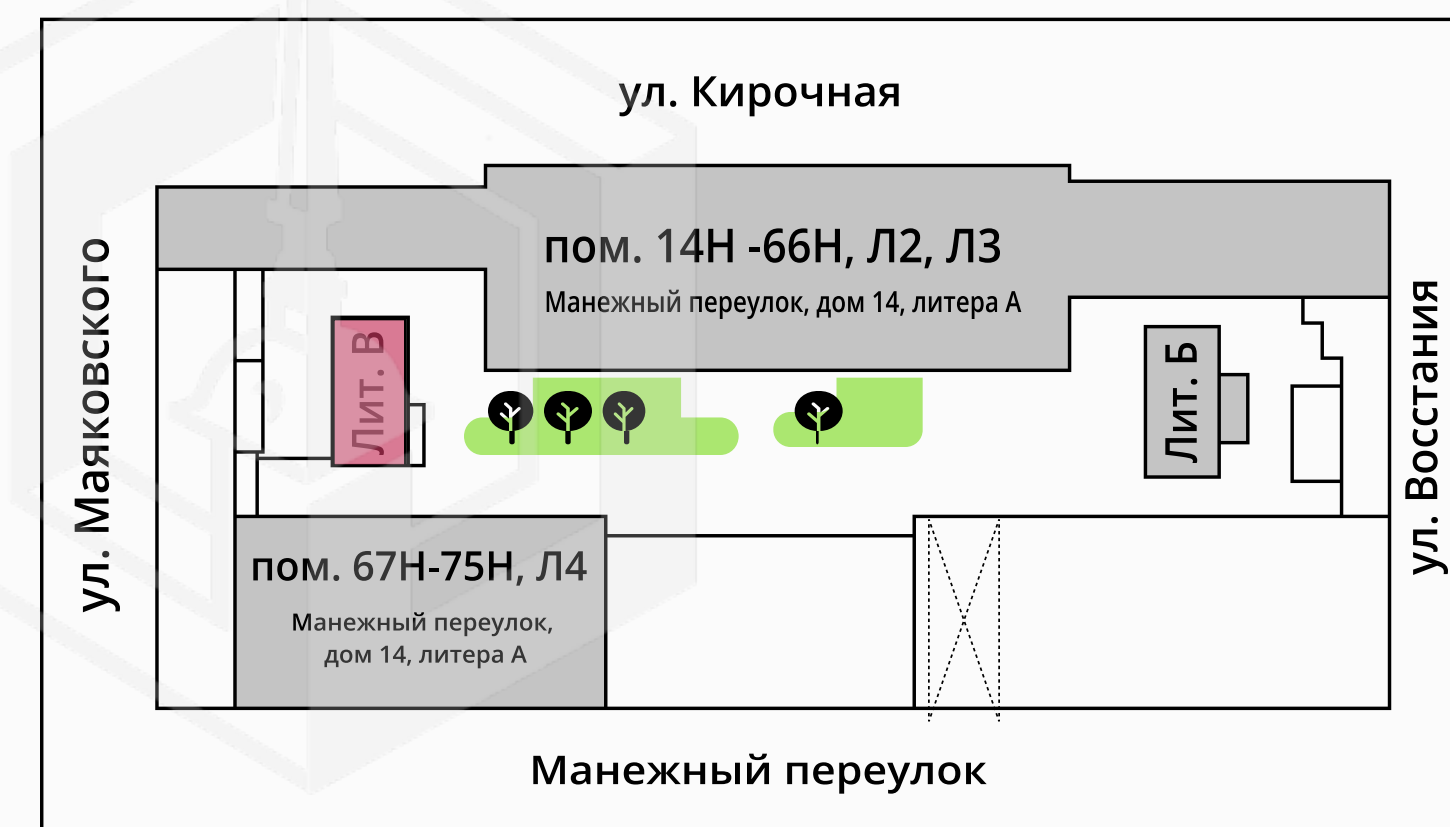 ул. Кирочная
пом. 14Н -66Н, Л2, Л3
Манежный переулок, дом 14, литера А
ул. Маяковского
Лит. В
Лит. Б
ул. Восстания
пом. 67Н-75Н, Л4
Манежный переулок,
дом 14, литера А
Манежный переулок